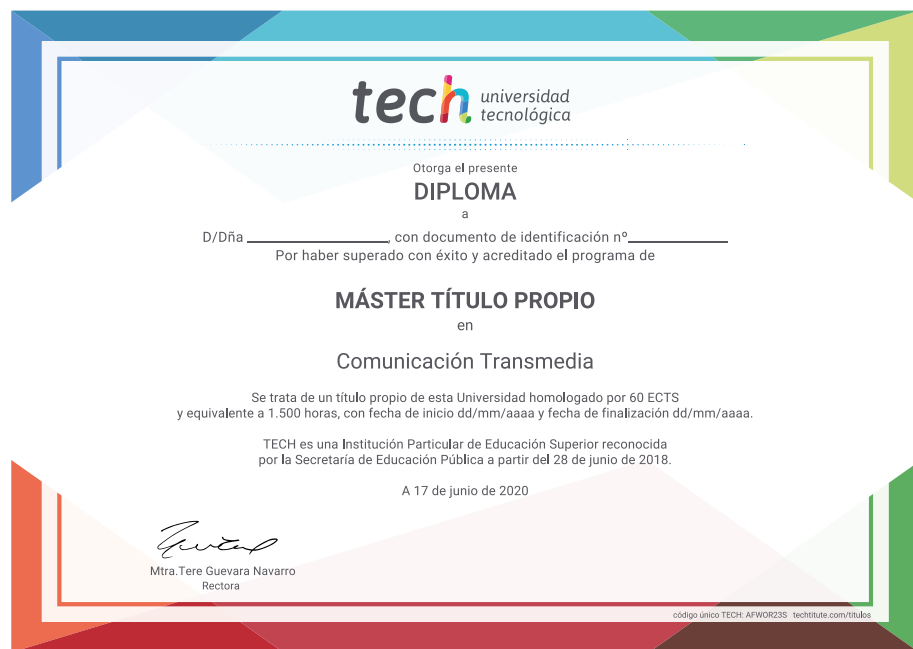 tech universidad
tecnológica
Otorga el presente
DIPLOMA
a
D/Dña ________________, con documento de identificación nº____________
Por haber superado con éxito y acreditado el programa de
MÁSTER TÍTULO PROPIO
en
Comunicación Transmedia
Se trata de un título propio de esta Universidad homologado por 60 ECTS
y equivalente a 1.500 horas, con fecha de inicio dd/mm/aaaa y fecha de finalización dd/mm/aaaa.
TECH es una Institución Particular de Educación Superior reconocida
por la Secretaría de Educación Pública a partir del 28 de junio de 2018.
A 17 de junio de 2020
Mtra.Tere Guevara Navarro
Rectora
código único TECH: AFWOR23S techtitute.com/titulos